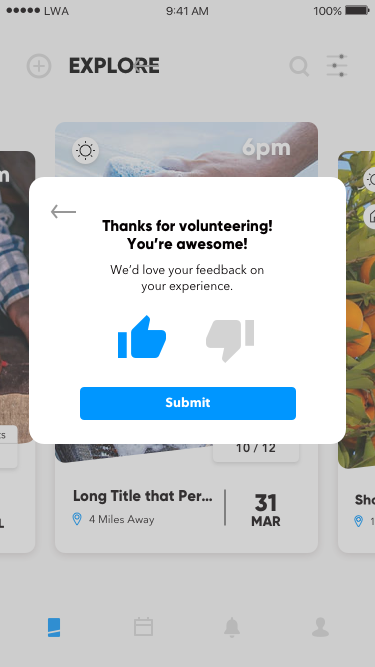 LWA
9:41 AM
100%
EXPLORE
6pm
Thanks for volunteering!
You're awesome!
We'd love your feedback on
your experience.
Submit
10 / 12
Long Title that Per...
4 Miles Away
31
MAR